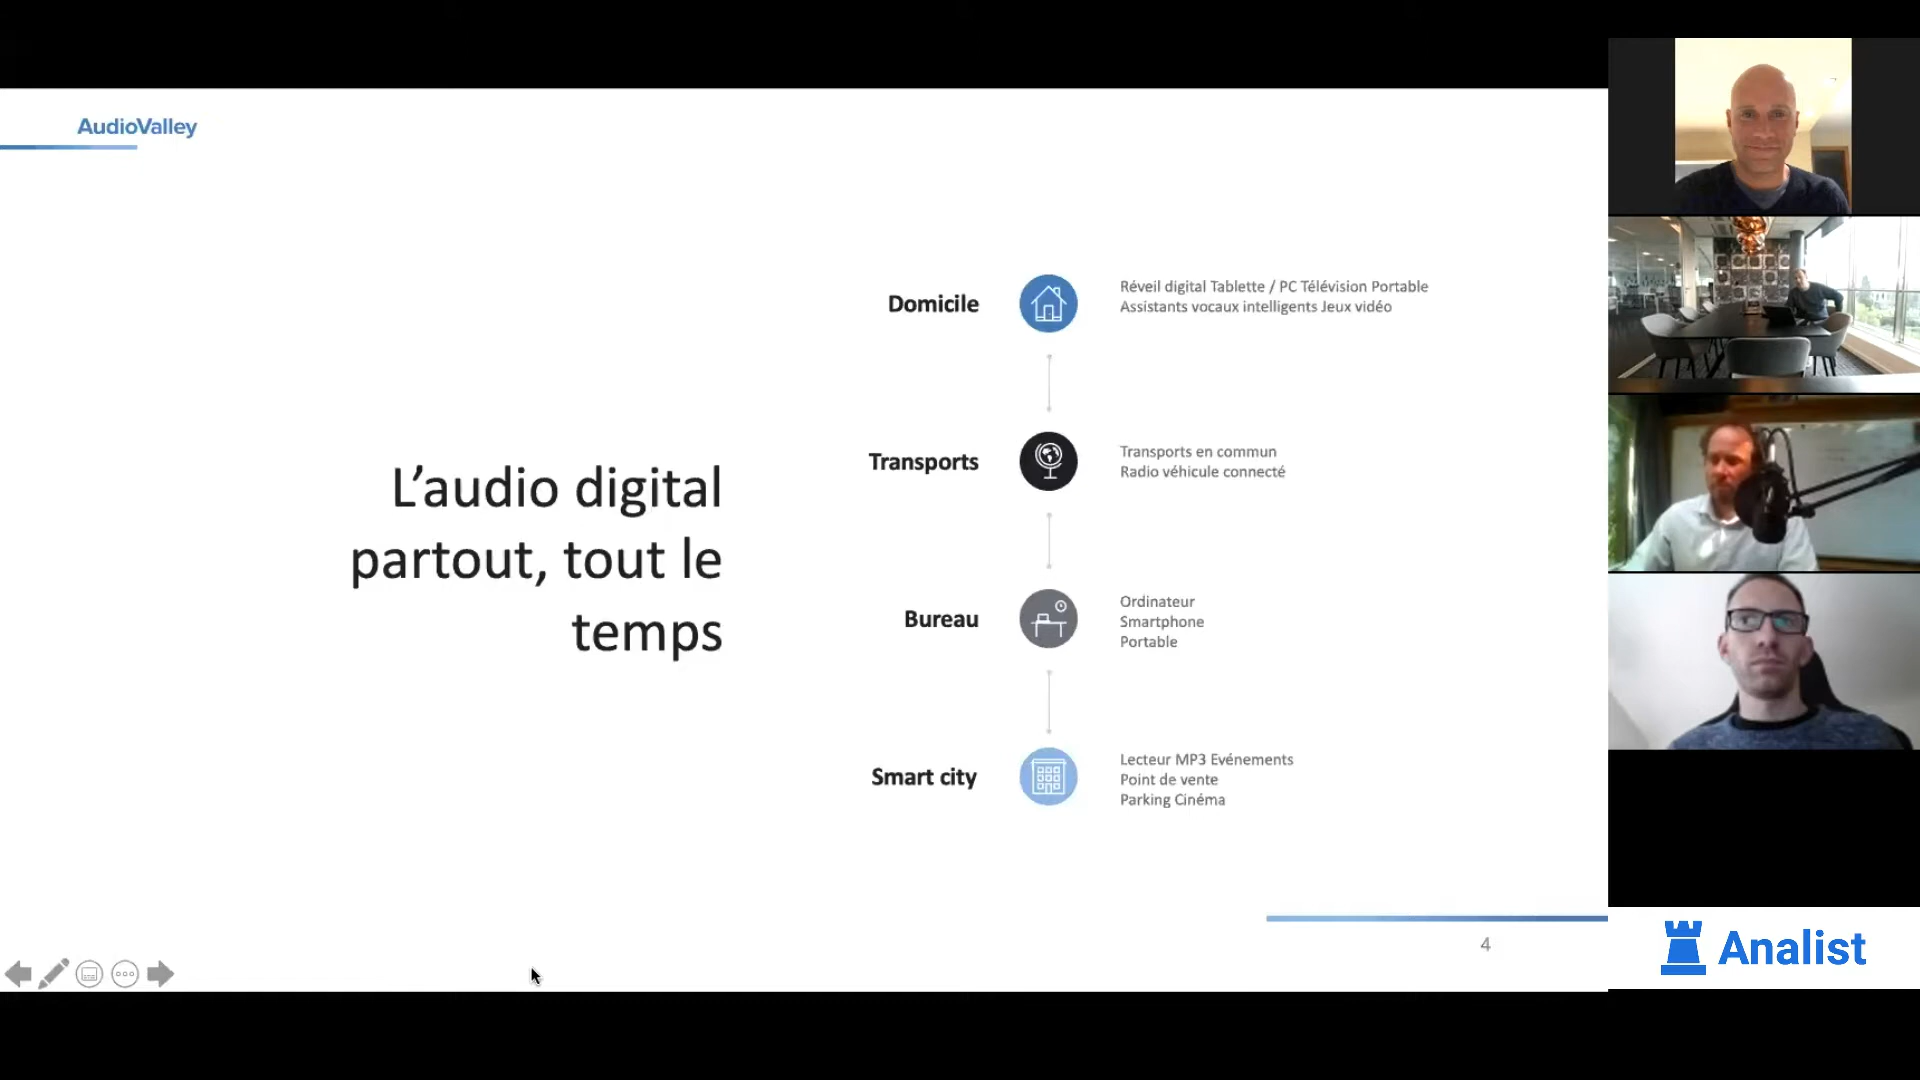 AudioValley
L’audio digital
partout, tout le
temps
Domicile
Réveil digital Tablette / PC Télévision Portable
Assistants vocaux intelligents Jeux vidéo
Transports
Transports en commun
Radio véhicule connecté
Bureau
Ordinateur
Smartphone
Portable
Smart city
Lecteur MP3 Evénements
Point de vente
Parking Cinéma
4
Analist